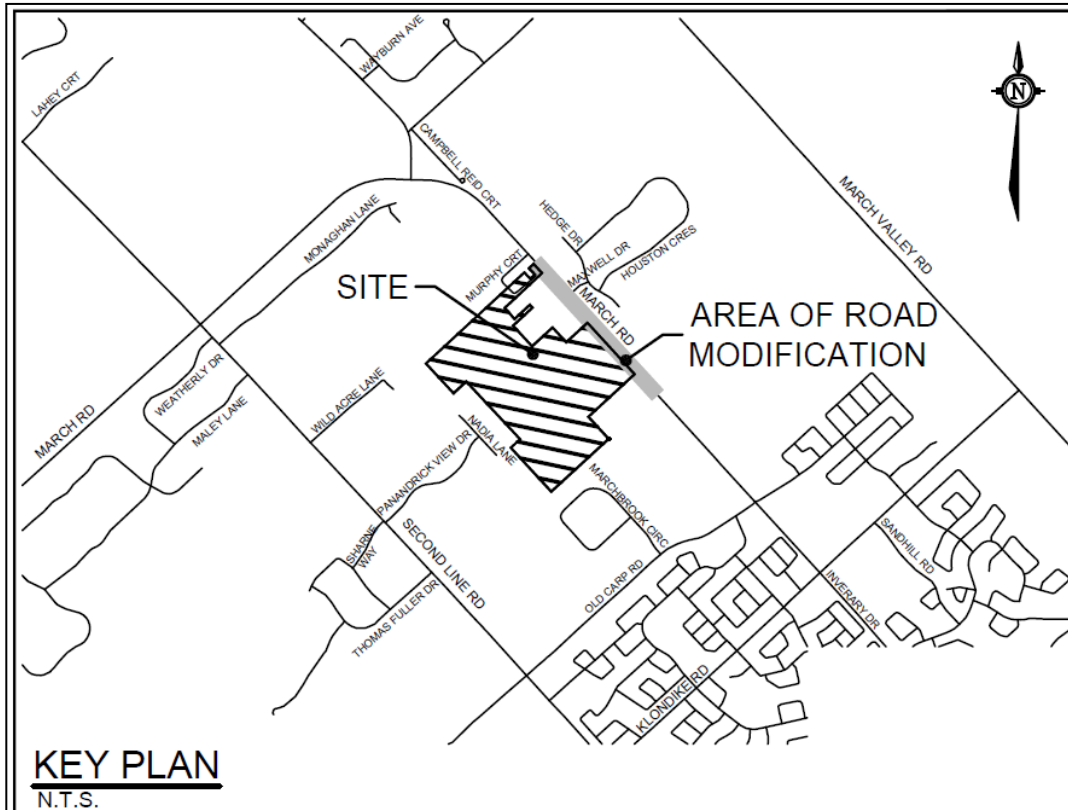 WAYBURN AVE
LAHEY CRT
N
CAMPBELL REID CRT
MARCH VALLEY RD
MONAGHAN LANE
HEDGE DR
MAXWELL DR
HOUSTON CRES
MURPHY CRT
SITE
MARCH RD
AREA OF ROAD
MODIFICATION
WEATHERLY DR
MALEY LANE
WILD ACRE LANE
MARCH RD
NADIA LANE
PANANDRICK VIEW DR
MARCHBROOK CIRC
SECOND LINE RD
SHARNE
WAY
SANDHILL RD
OLD CARP RD
INVERARY DR
THOMAS FULLER DR
KLONDIKE RD
KEY PLAN
N.T.S.